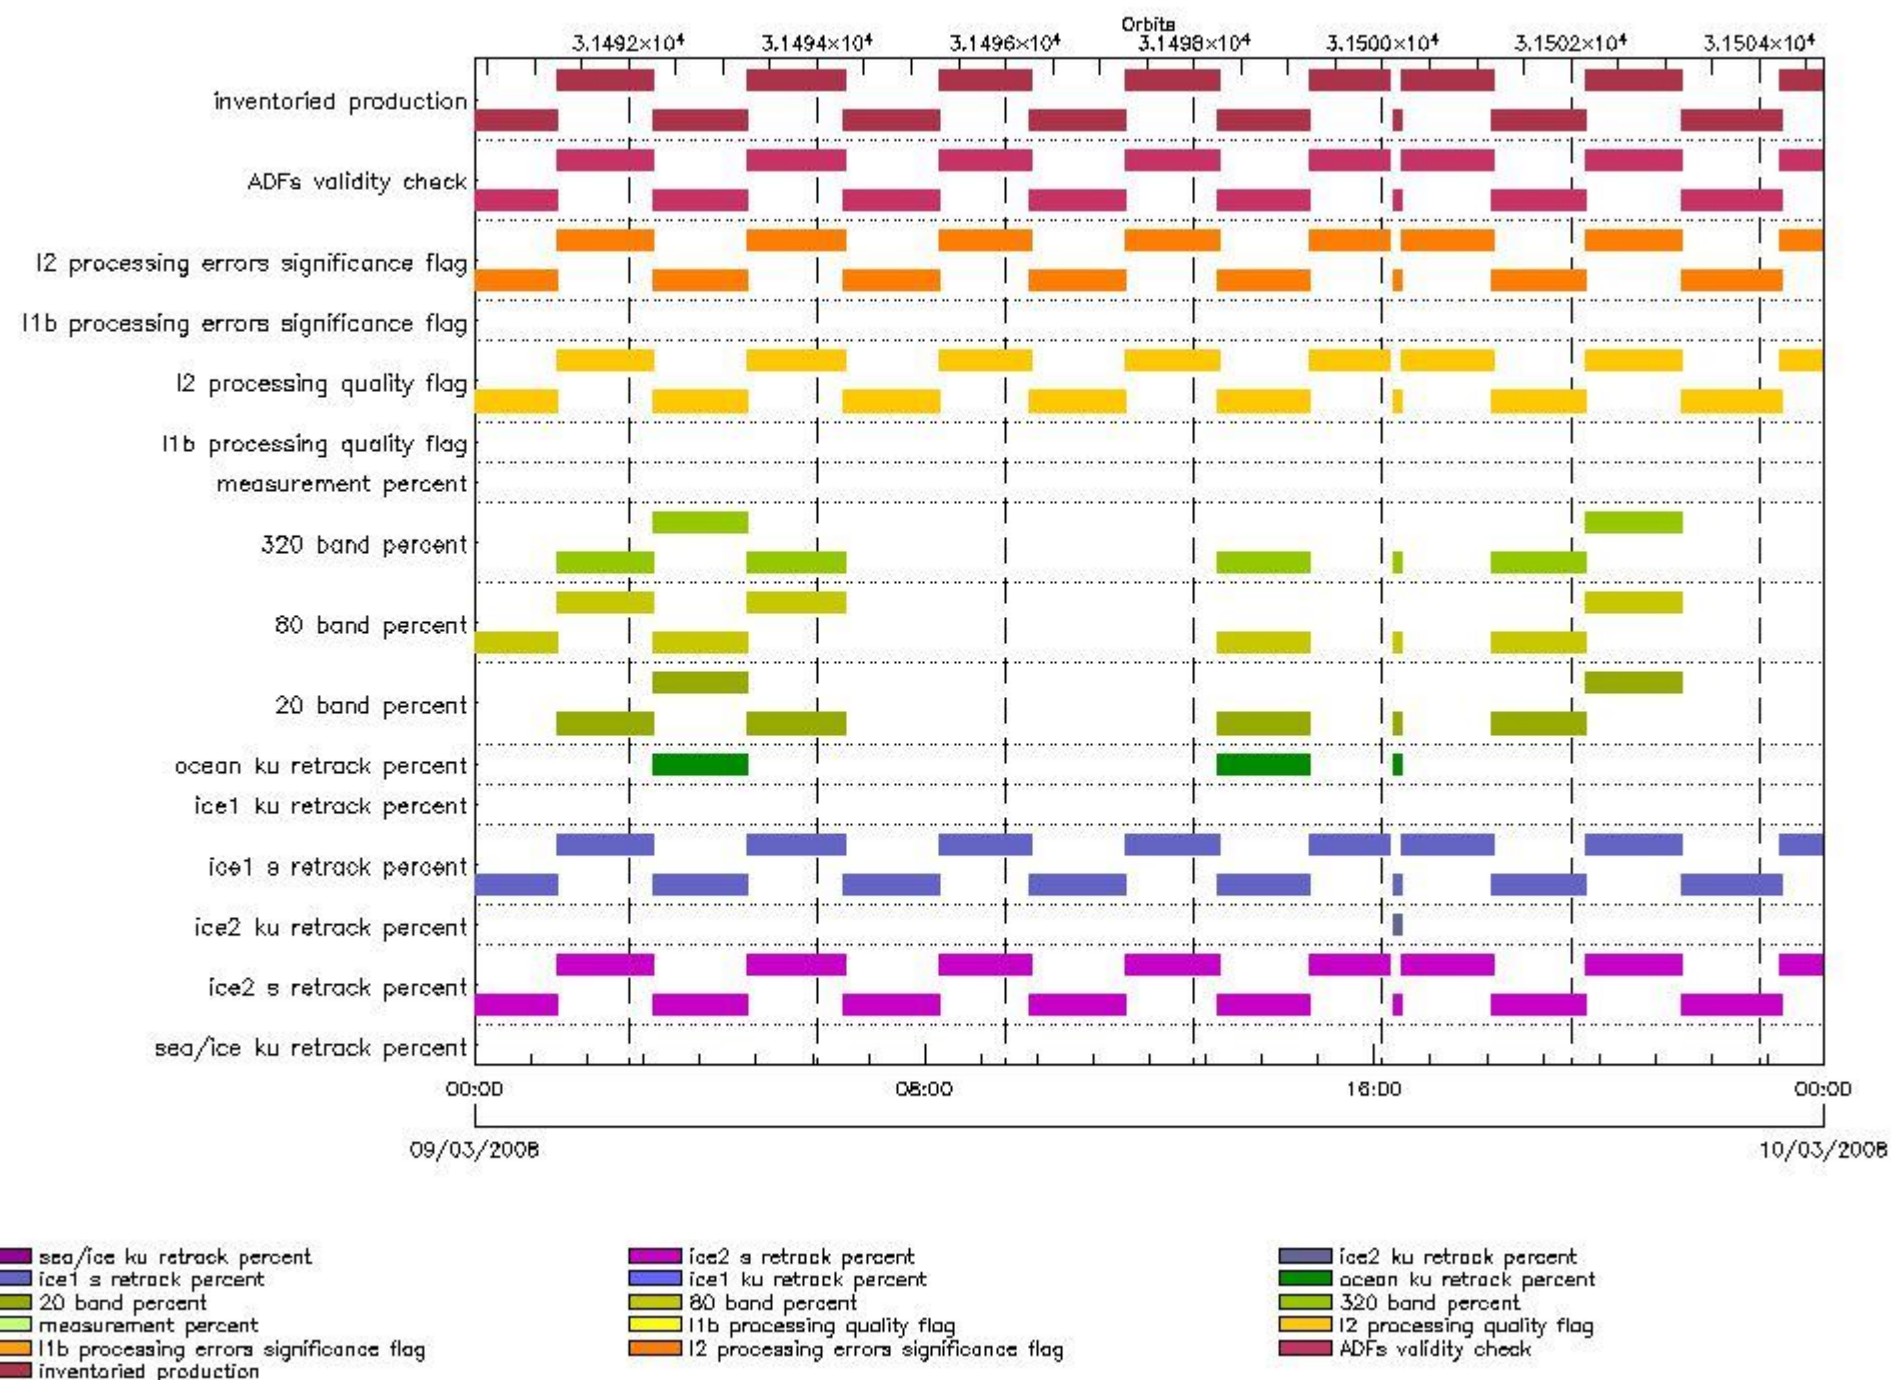 Orbits
3.1492×10⁴ 3.1494×10⁴ 3.1496×10⁴ 3.1498×10⁴ 3.1500×10⁴ 3.1502×10⁴ 3.1504×10⁴
inventoried production
ADFs validity check
l2 processing errors significance flag
l1b processing errors significance flag
l2 processing quality flag
l1b processing quality flag
measurement percent
320 band percent
80 band percent
20 band percent
ocean ku retrack percent
ice1 ku retrack percent
ice1 s retrack percent
ice2 ku retrack percent
ice2 s retrack percent
sea/ice ku retrack percent
00:00 08:00 16:00 00:00
09/03/2008 10/03/2008
sea/ice ku retrack percent ice2 s retrack percent ice2 ku retrack percent
ice1 s retrack percent ice1 ku retrack percent ocean ku retrack percent
20 band percent 80 band percent 320 band percent
measurement percent l1b processing quality flag l2 processing quality flag
l1b processing errors significance flag l2 processing errors significance flag ADFs validity check
inventoried production